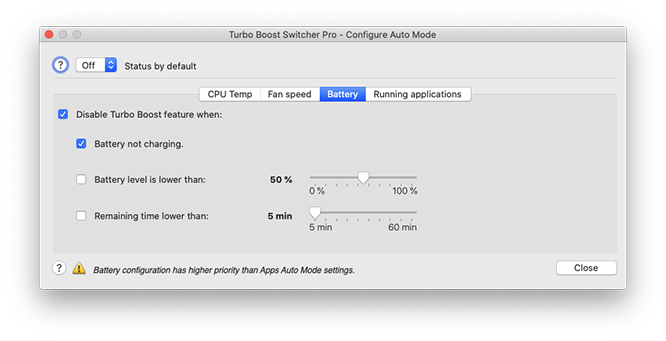 Turbo Boost Switcher Pro - Configure Auto Mode
? Off Status by default
CPU Temp Fan speed Battery Running applications
Disable Turbo Boost feature when:
Battery not charging.
Battery level is lower than: 50 %
0 % 100 %
Remaining time lower than: 5 min
5 min 60 min
? Battery configuration has higher priority than Apps Auto Mode settings. Close